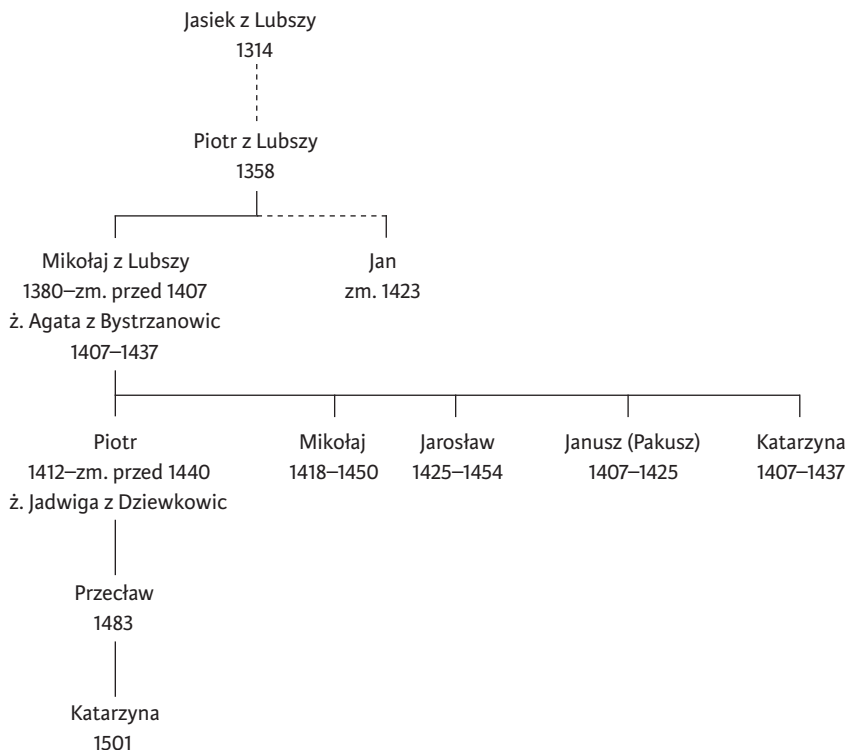 Jasiek z Lubszy
1314
Piotr z Lubszy
1358
Mikołaj z Lubszy
1380–zm. przed 1407
ż. Agata z Bystrzanowic
1407–1437
Jan
zm. 1423
Piotr
1412–zm. przed 1440
ż. Jadwiga z Dziewkowic
Mikołaj
1418–1450
Jarosław
1425–1454
Janusz (Pakusz)
1407–1425
Katarzyna
1407–1437
Przecław
1483
Katarzyna
1501